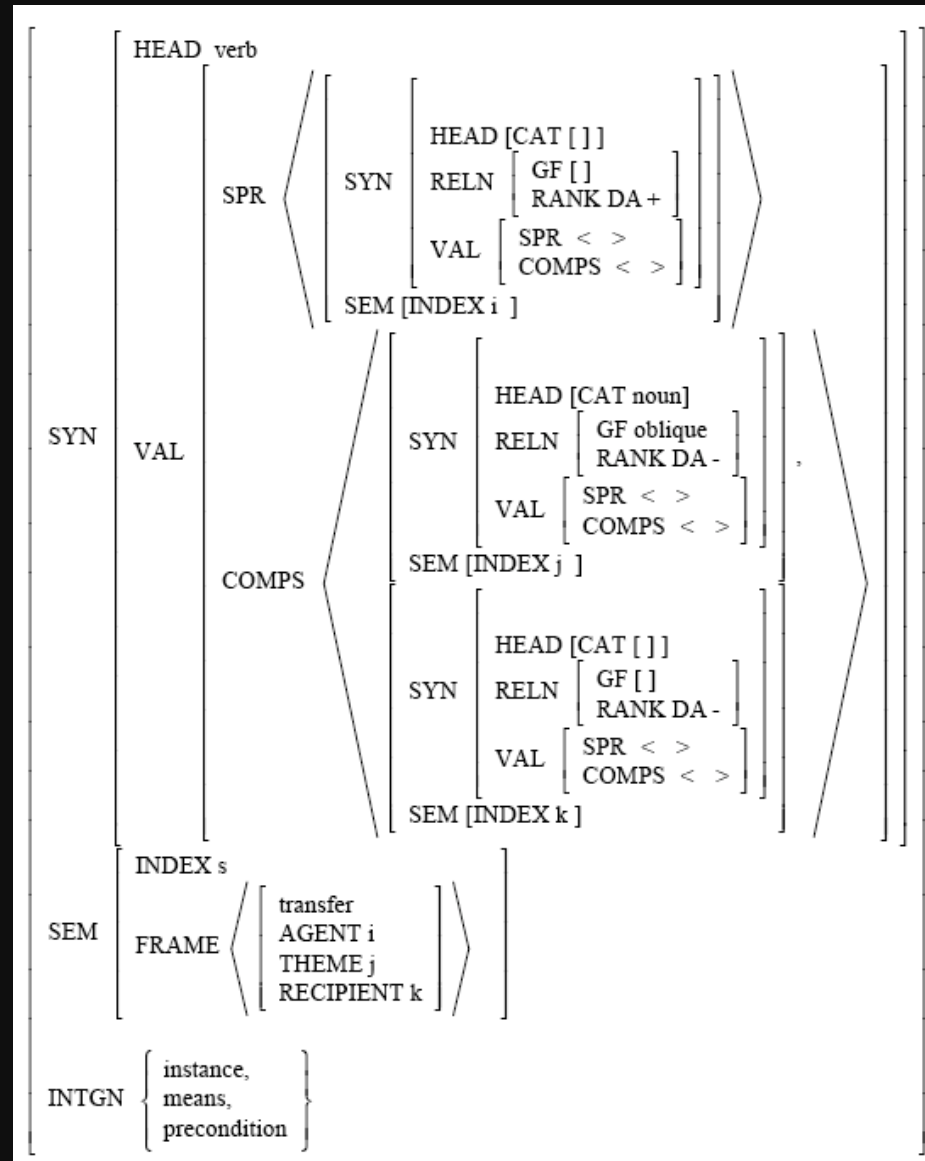 HEAD verb
HEAD [CAT [ ] ]
SYN RELN GF [ ]
RANK DA +
SPR
VAL SPR < >
COMPS < >
SEM [INDEX i ]
HEAD [CAT noun]
SYN VAL SYN RELN GF oblique
RANK DA - ,
VAL SPR < >
COMPS < >
SEM [INDEX j ]
COMPS
HEAD [CAT [ ] ]
SYN RELN GF [ ]
RANK DA -
VAL SPR < >
COMPS < >
SEM [INDEX k ]
INDEX s
SEM FRAME transfer
AGENT i
THEME j
RECIPIENT k
INTGN instance,
means,
precondition